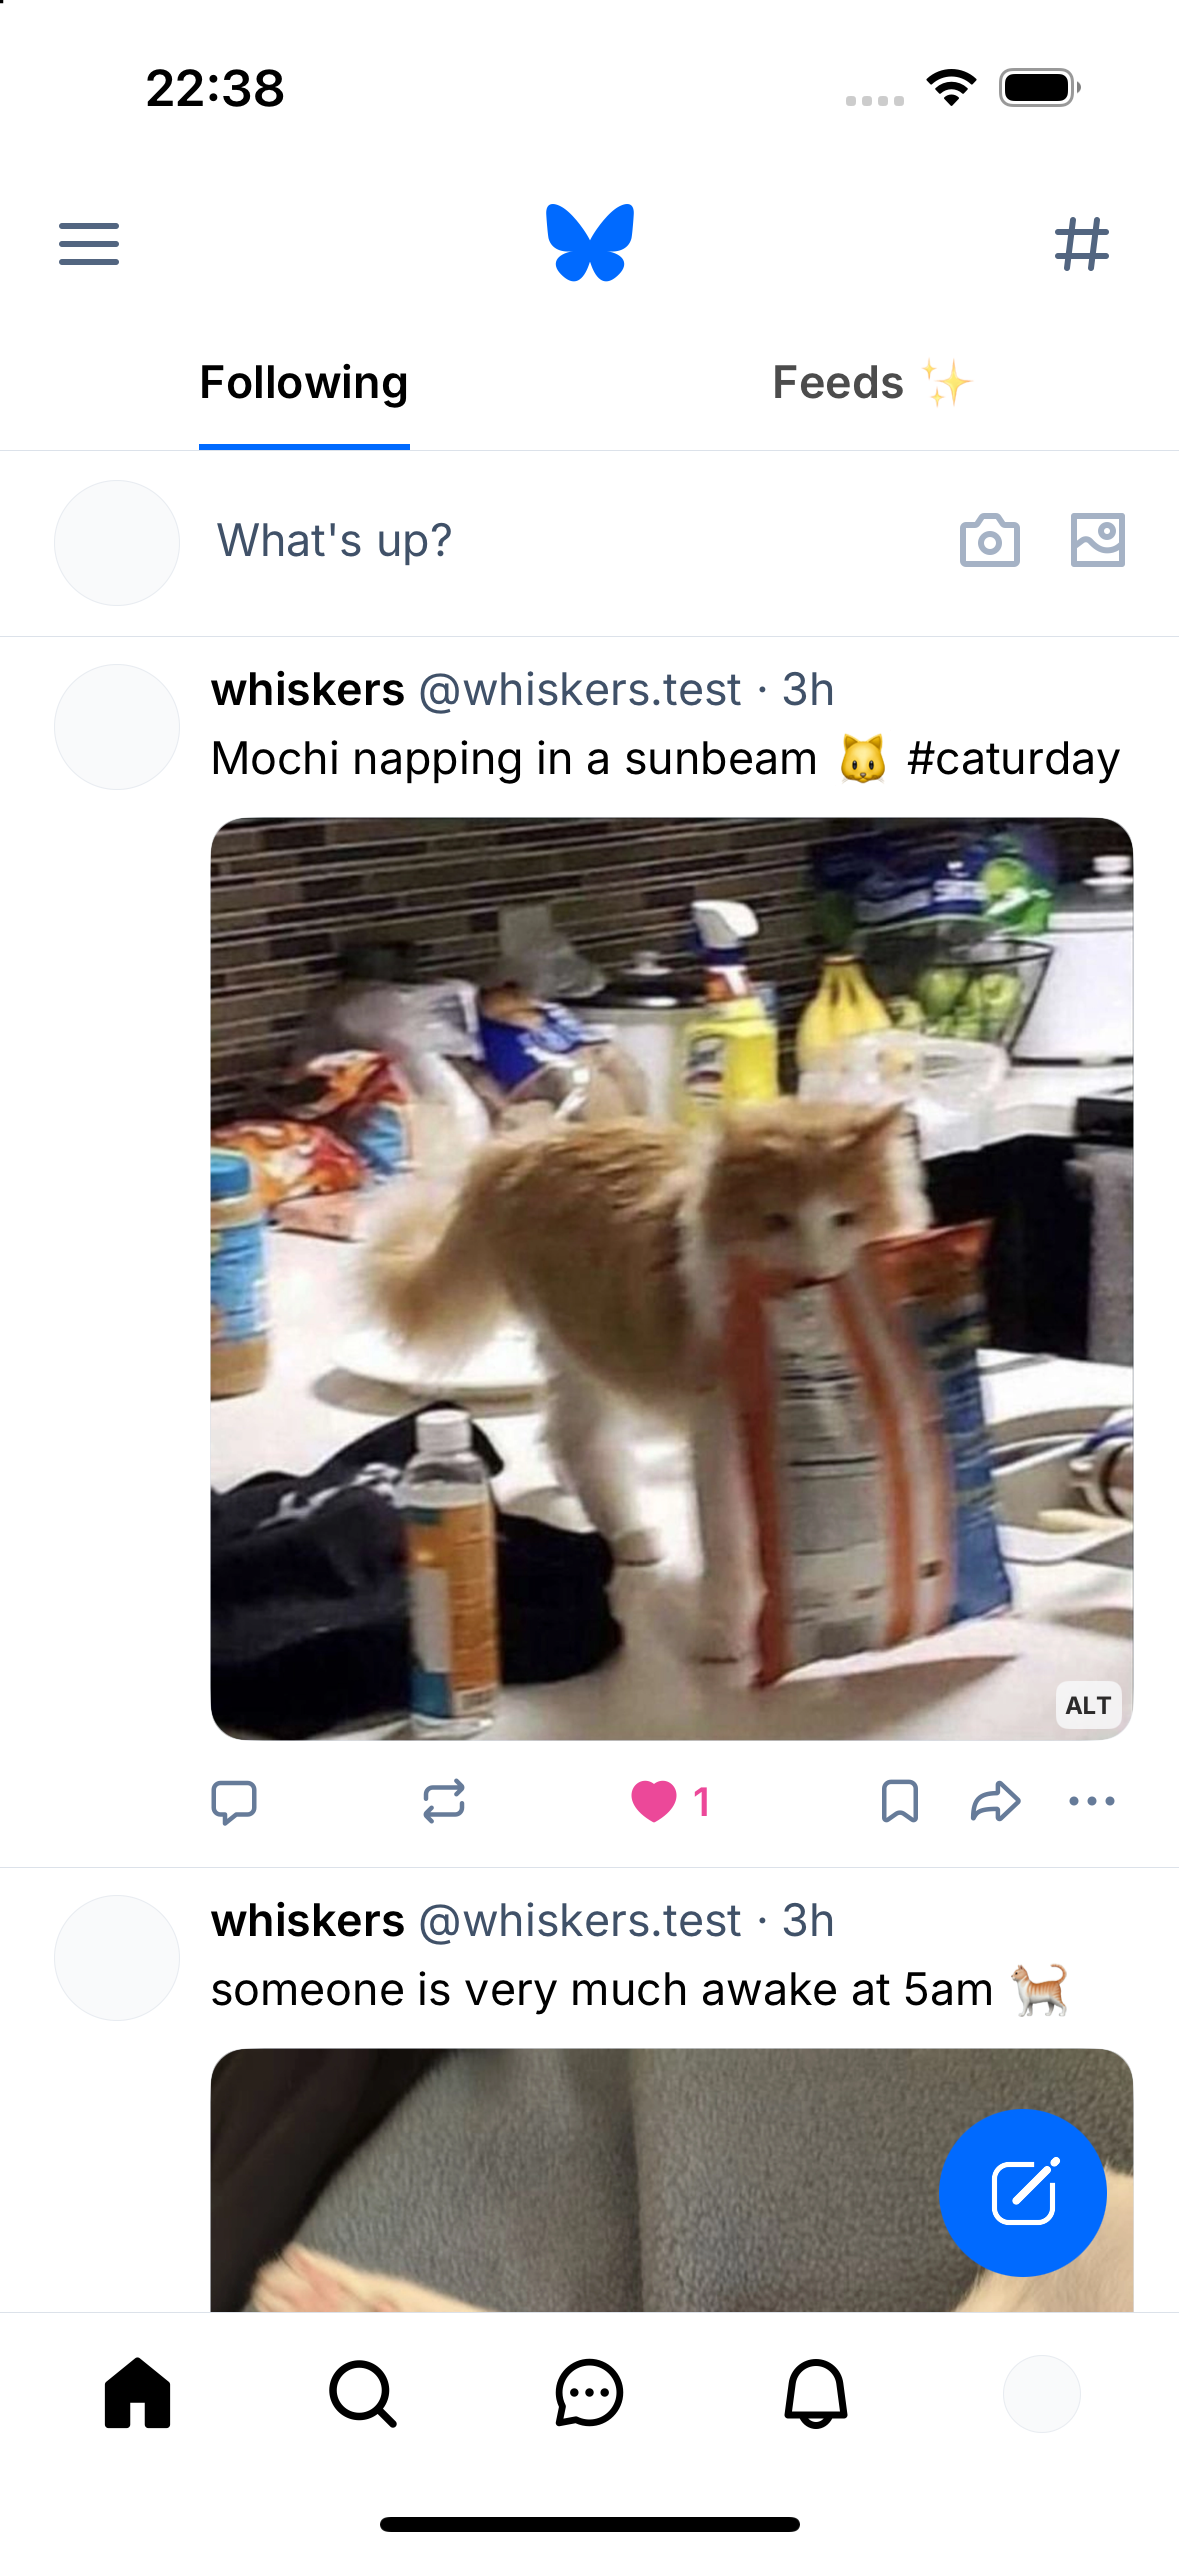 22:38
Following
Feeds ✨
What's up?
whiskers @whiskers.test · 3h
Mochi napping in a sunbeam 🐱 #caturday
ALT
1
whiskers @whiskers.test · 3h
someone is very much awake at 5am 🐈